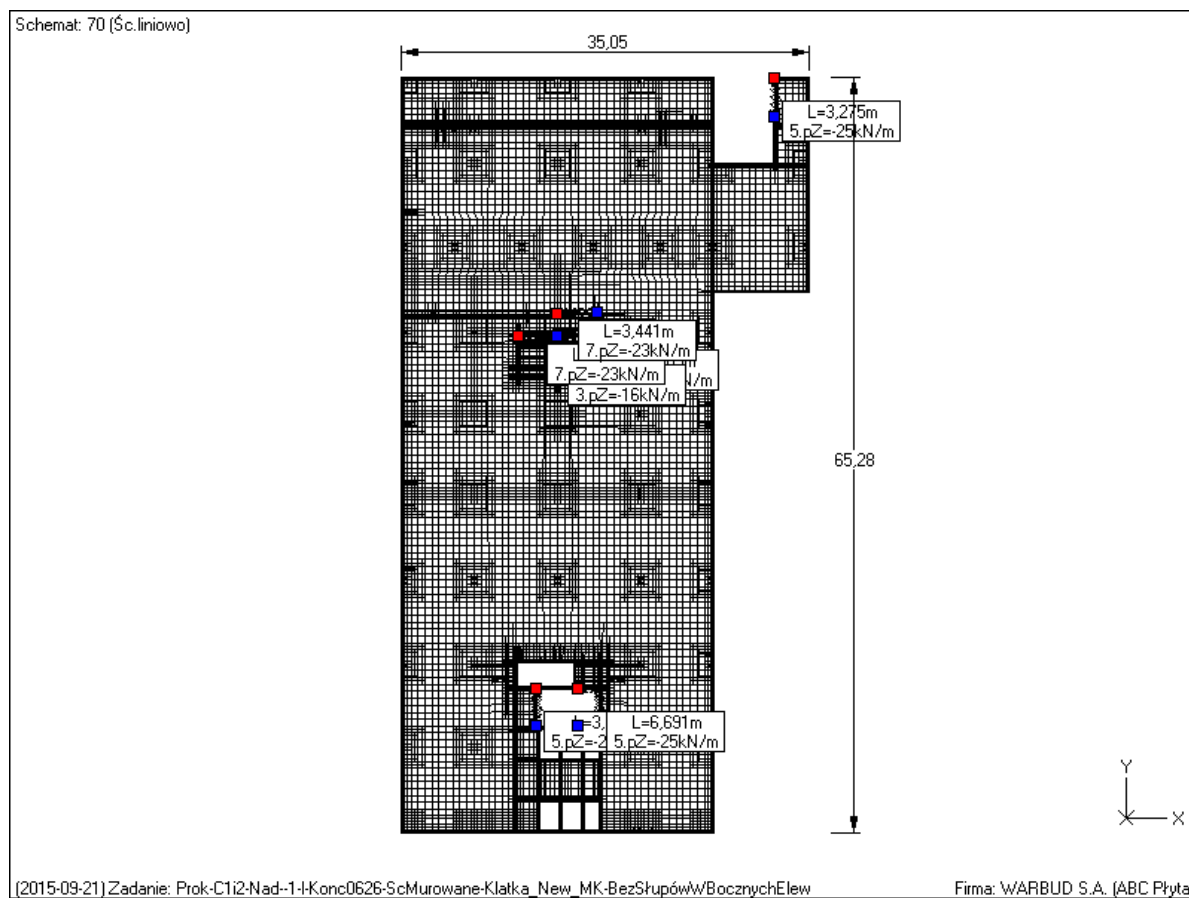 Schemat: 70 (Śc.liniowo)
35,05
L=3,275m
5.pZ=-25kN/m
L=3,441m
7.pZ=-23kN/m
7.pZ=-23kN/m
3.pZ=-16kN/m
65,28
L=6,691m
5.pZ=-25kN/m
Y
X
(2015-09-21) Zadanie: Prok-C1i2-Nad--1-I-Konc0626-ScMurowane-Klatka_New_MK-BezSłupówWBocznychElew
Firma: WARBUD S.A. (ABC Płyta